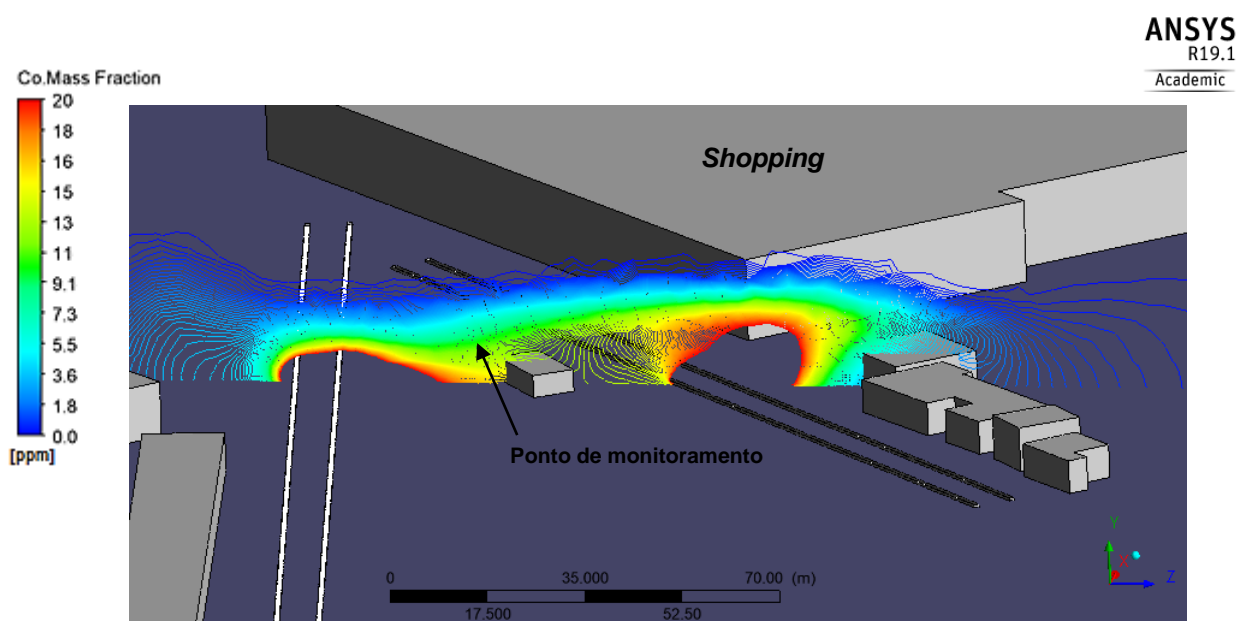 ANSYS
R19.1
Academic
Co.Mass Fraction
20
18
16
15
13
11
9.1
7.3
5.5
3.6
1.8
0.0
[ppm]
Shopping
Ponto de monitoramento
0 35.000 70.00 (m)
17.500 52.50
Y
X
Z